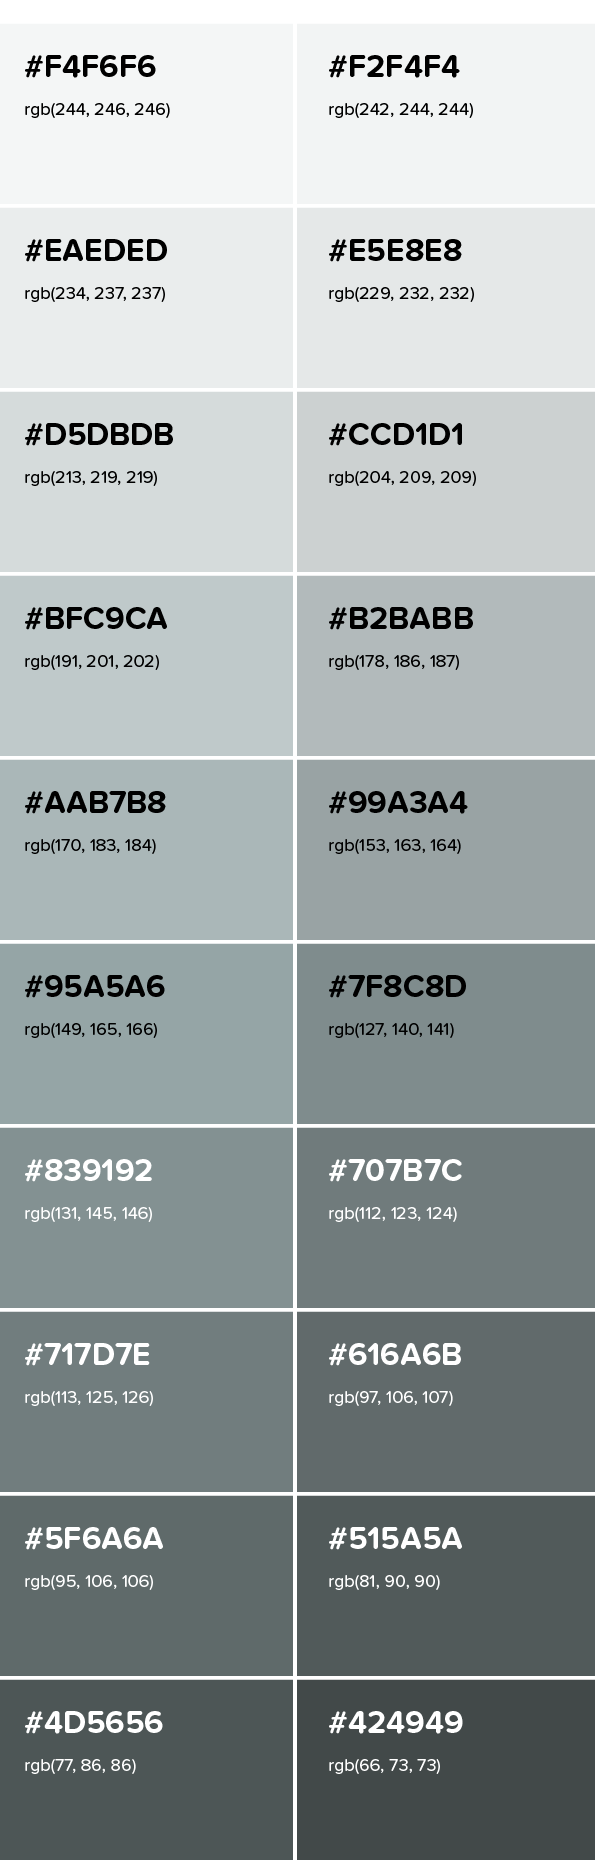 #F4F6F6 #F2F4F4
rgb(244, 246, 246) rgb(242, 244, 244)
#EAEDED #E5E8E8
rgb(234, 237, 237) rgb(229, 232, 232)
#D5DBDB #CCD1D1
rgb(213, 219, 219) rgb(204, 209, 209)
#BFC9CA #B2BABB
rgb(191, 201, 202) rgb(178, 186, 187)
#AAB7B8 #99A3A4
rgb(170, 183, 184) rgb(153, 163, 164)
#95A5A6 #7F8C8D
rgb(149, 165, 166) rgb(127, 140, 141)
#839192 #707B7C
rgb(131, 145, 146) rgb(112, 123, 124)
#717D7E #616A6B
rgb(113, 125, 126) rgb(97, 106, 107)
#5F6A6A #515A5A
rgb(95, 106, 106) rgb(81, 90, 90)
#4D5656 #424949
rgb(77, 86, 86) rgb(66, 73, 73)